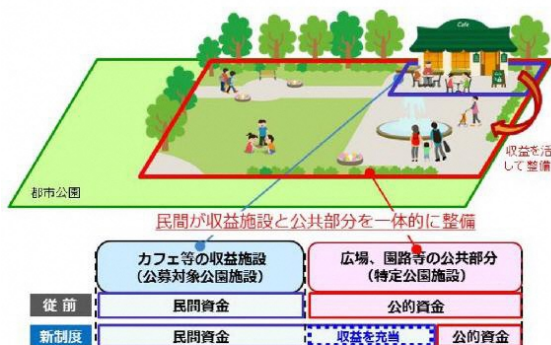 Cafe
収益を活
して整備
都市公園
民間が収益施設と公共部分を一体的に整備
カフェ等の収益施設
(公募対象公園施設)
広場、園路等の公共部分
(特定公園施設)
従前
民間資金
公的資金
新制度
民間資金
収益を充当
公的資金